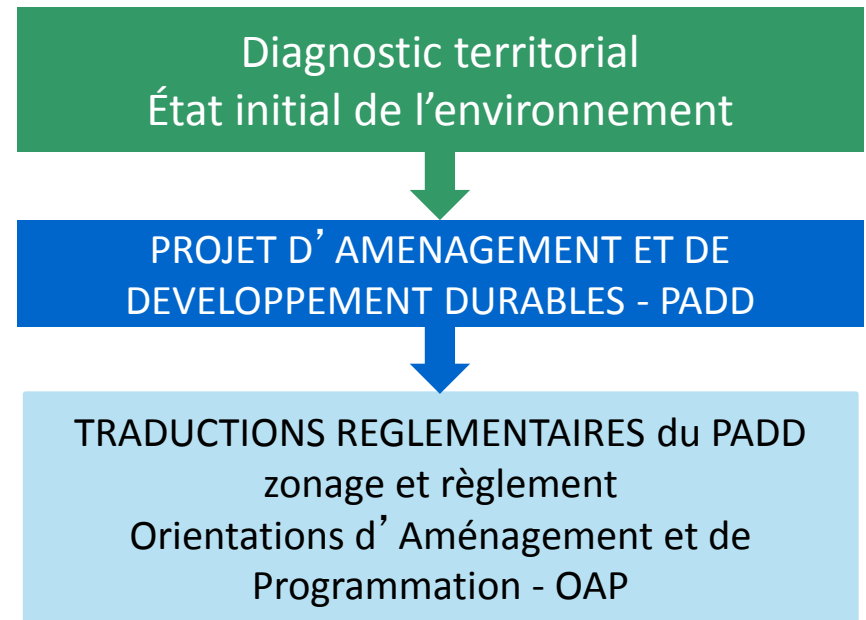 Diagnostic territorial
État initial de l’environnement
PROJET D’ AMENAGEMENT ET DE
DEVELOPPEMENT DURABLES - PADD
TRADUCTIONS REGLEMENTAIRES du PADD
zonage et règlement
Orientations d’ Aménagement et de
Programmation - OAP